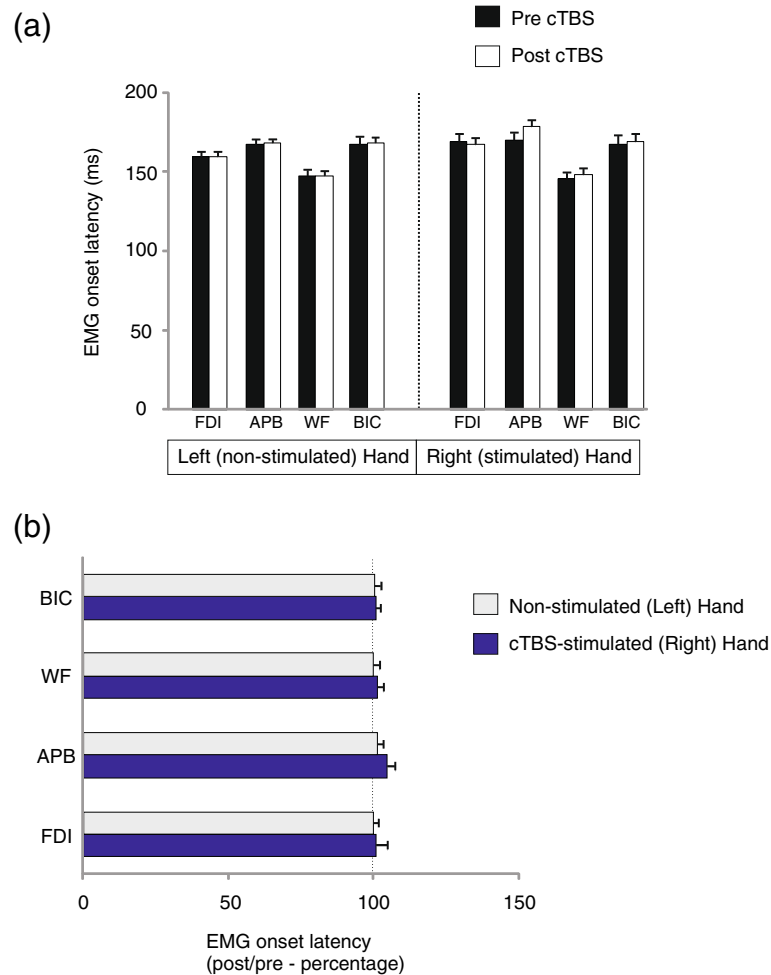 (a)
Pre cTBS
Post cTBS
EMG onset latency (ms)
200
150
100
50
0
FDI APB WF BIC FDI APB WF BIC
Left (non-stimulated) Hand Right (stimulated) Hand
(b)
BIC
WF
APB
FDI
Non-stimulated (Left) Hand
cTBS-stimulated (Right) Hand
0 50 100 150
EMG onset latency
(post/pre - percentage)